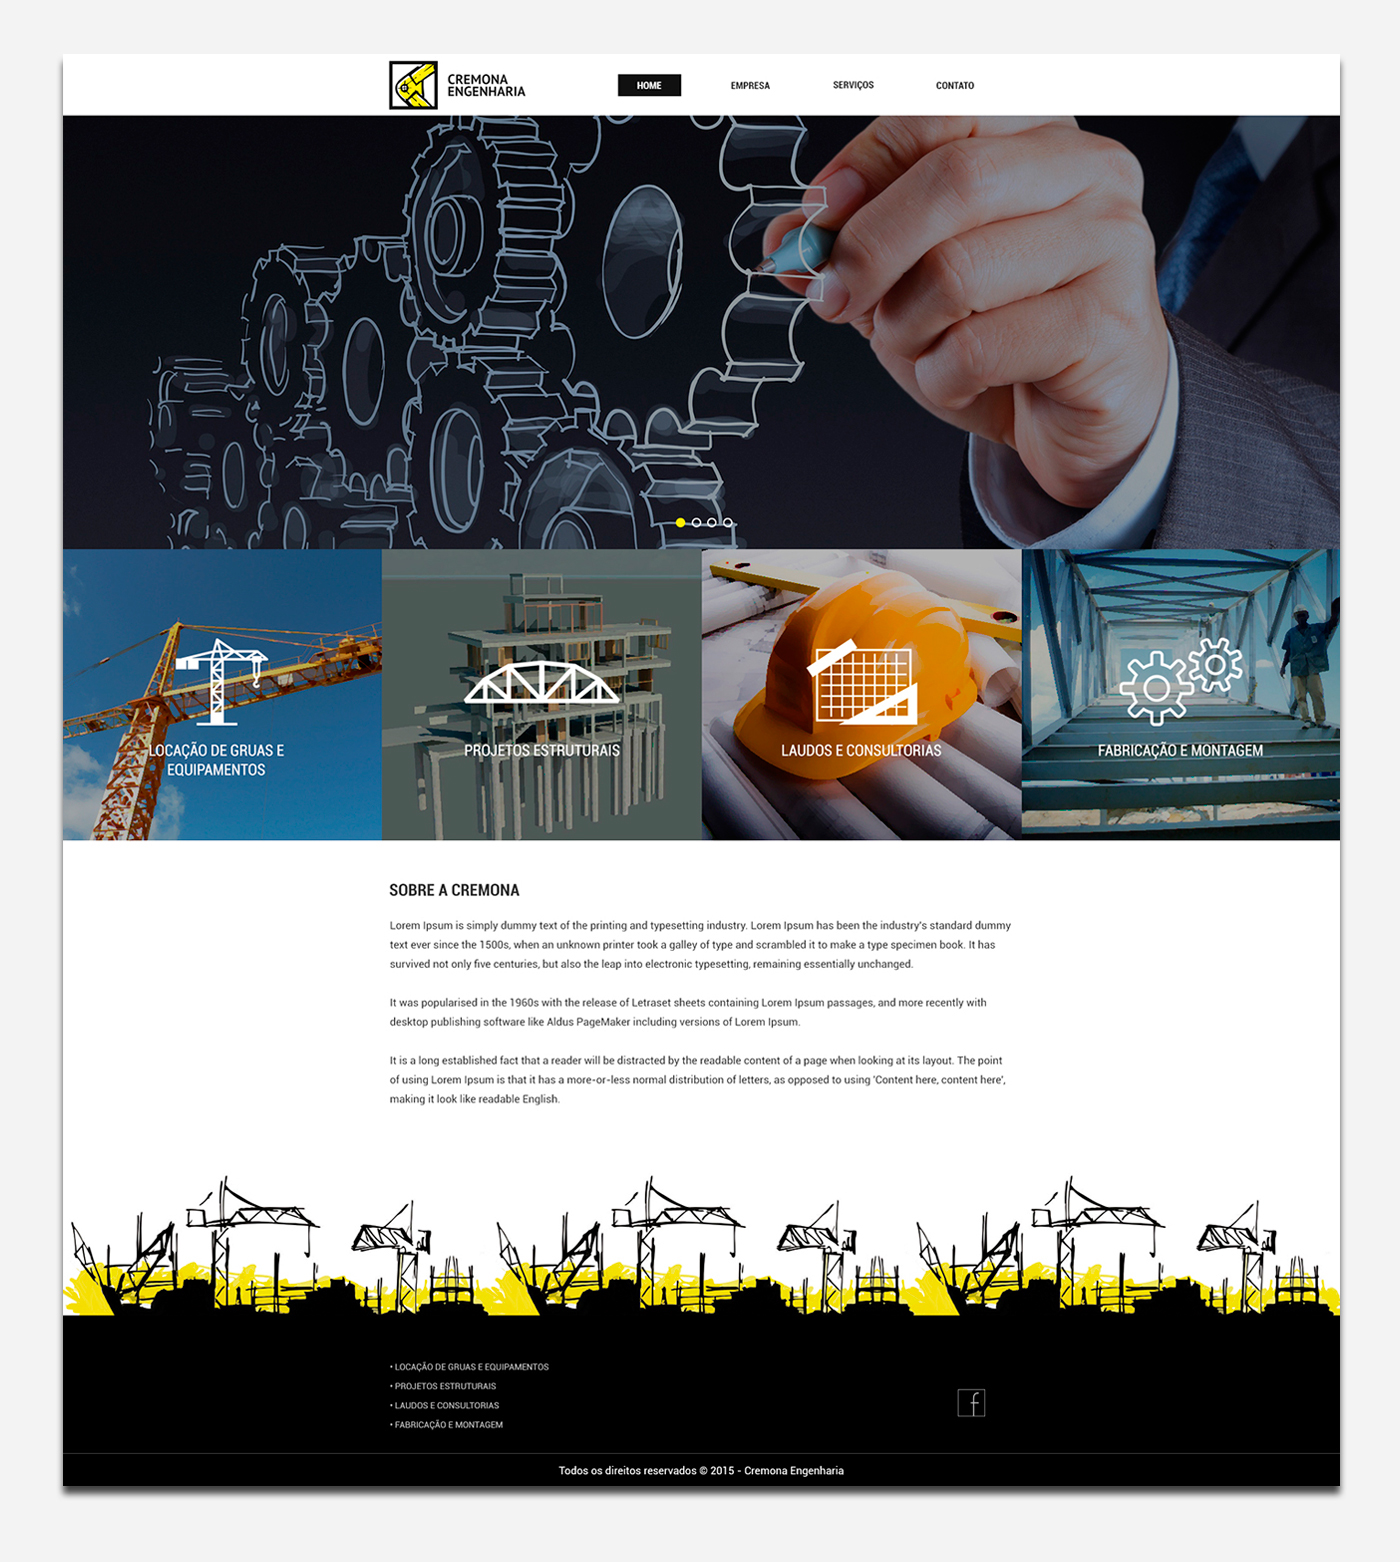 CREMONA
ENGENHARIA
HOME
EMPRESA
SERVIÇOS
CONTATO
LOCAÇÃO DE GRUAS E
EQUIPAMENTOS
PROJETOS ESTRUTURAIS
LAUDOS E CONSULTORIAS
FABRICAÇÃO E MONTAGEM
SOBRE A CREMONA
Lorem Ipsum is simply dummy text of the printing and typesetting industry. Lorem Ipsum has been the industry's standard dummy
text ever since the 1500s, when an unknown printer took a galley of type and scrambled it to make a type specimen book. It has
survived not only five centuries, but also the leap into electronic typesetting, remaining essentially unchanged.
It was popularised in the 1960s with the release of Letraset sheets containing Lorem Ipsum passages, and more recently with
desktop publishing software like Aldus PageMaker including versions of Lorem Ipsum.
It is a long established fact that a reader will be distracted by the readable content of a page when looking at its layout. The point
of using Lorem Ipsum is that it has a more-or-less normal distribution of letters, as opposed to using 'Content here, content here',
making it look like readable English.
• LOCAÇÃO DE GRUAS E EQUIPAMENTOS
• PROJETOS ESTRUTURAIS
• LAUDOS E CONSULTORIAS
• FABRICAÇÃO E MONTAGEM
f
Todos os direitos reservados © 2015 - Cremona Engenharia